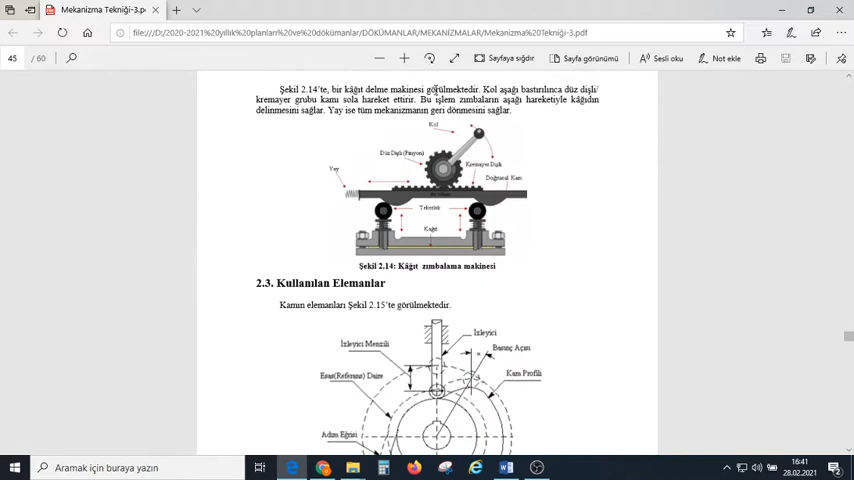 Mekanizma Tekniği-3.pdf
file:///D:/2020-2021%20yıllık%20planları%20ve%20dökümanlar/DÖKÜMANLAR/MEKANİZMALAR/Mekanizma%20Tekniği-3.pdf
45 / 60
Sayfaya sığdır
Sayfa görünümü
Sesli oku
Not ekle
Şekil 2.14'te, bir kâğıt delme makinesi görülmektedir. Kol aşağı bastırılınca düz dişli/
kremayer grubu kamı sola hareket ettirir. Bu işlem zımbaların aşağı hareketiyle kâğıdın
delinmesini sağlar. Yay ise tüm mekanizmanın geri dönmesini sağlar.
Kol
Düz Dişli(Pinyon)
Kremayer Dişli
Yay
Doğrusal Kam
Tekerlek
Kağıt
Şekil 2.14: Kâğıt zımbalama makinesi
2.3. Kullanılan Elemanlar
Kamın elemanları Şekil 2.15'te görülmektedir.
İzleyici
İzleyici Menzili
Basınç Açısı
Esas(Referans) Daire
Kam Profili
Adım Eğrisi
Aramak için buraya yazın
16:41
28.02.2021
2